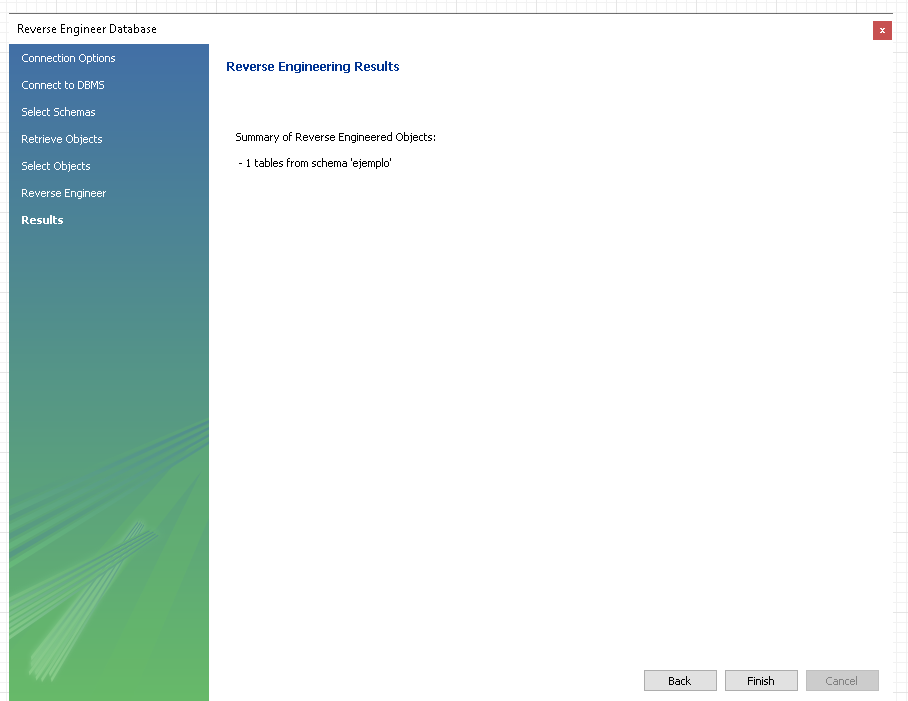 Reverse Engineer Database
x
Connection Options
Connect to DBMS
Select Schemas
Retrieve Objects
Select Objects
Reverse Engineer
Results
Reverse Engineering Results
Summary of Reverse Engineered Objects:
- 1 tables from schema 'ejemplo'
Back
Finish
Cancel